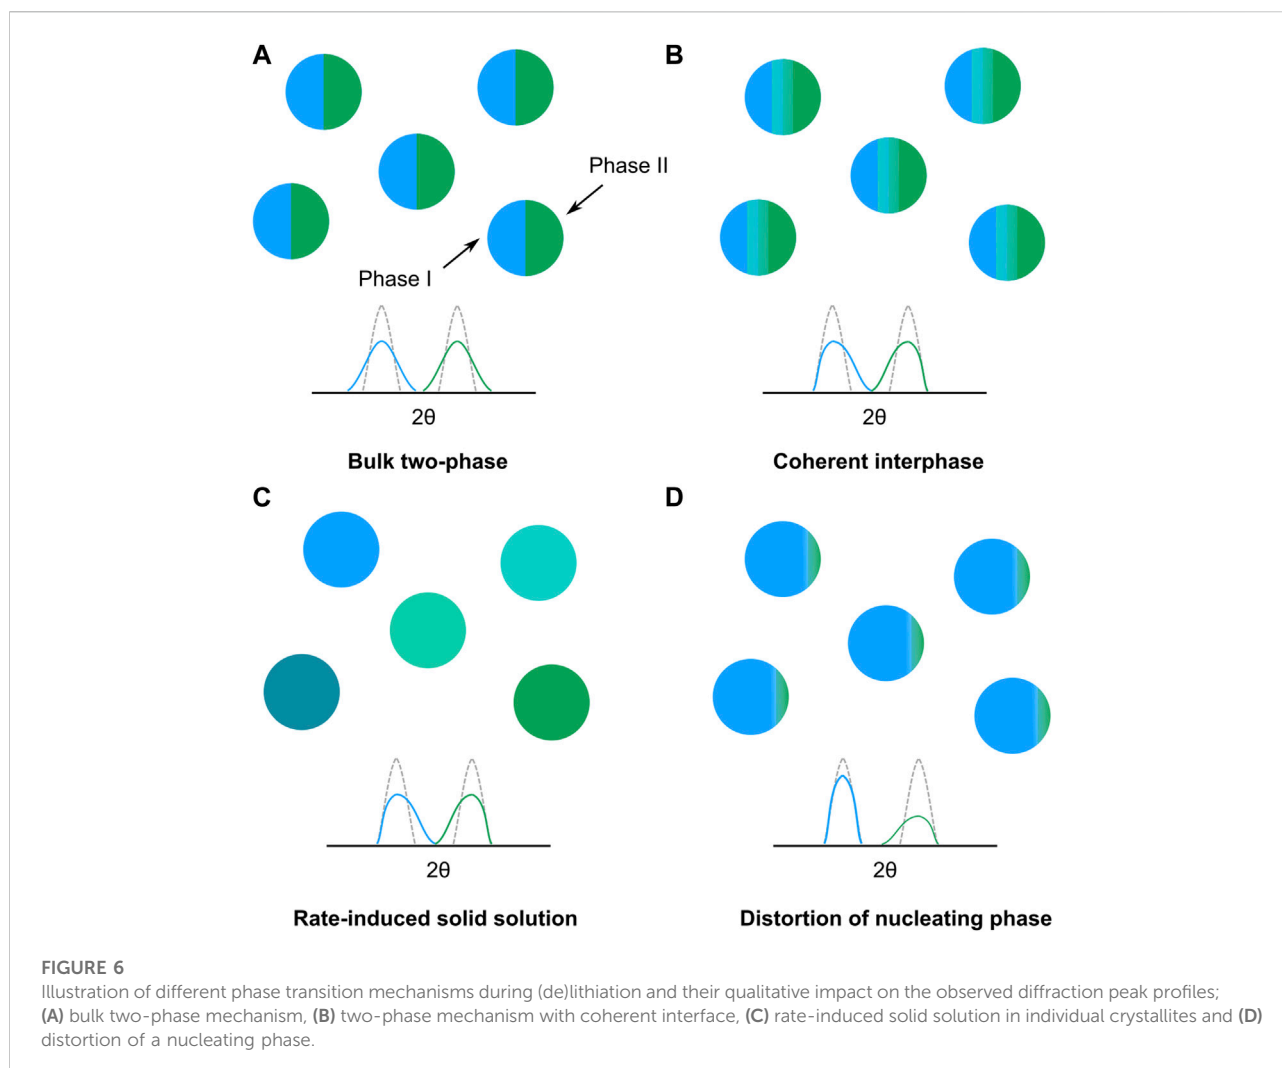 A
B
Phase II
Phase I
2θ
2θ
Bulk two-phase
Coherent interphase
C
D
2θ
2θ
Rate-induced solid solution
Distortion of nucleating phase
FIGURE 6
Illustration of different phase transition mechanisms during (de)lithiation and their qualitative impact on the observed diffraction peak profiles;
(A) bulk two-phase mechanism, (B) two-phase mechanism with coherent interface, (C) rate-induced solid solution in individual crystallites and (D)
distortion of a nucleating phase.